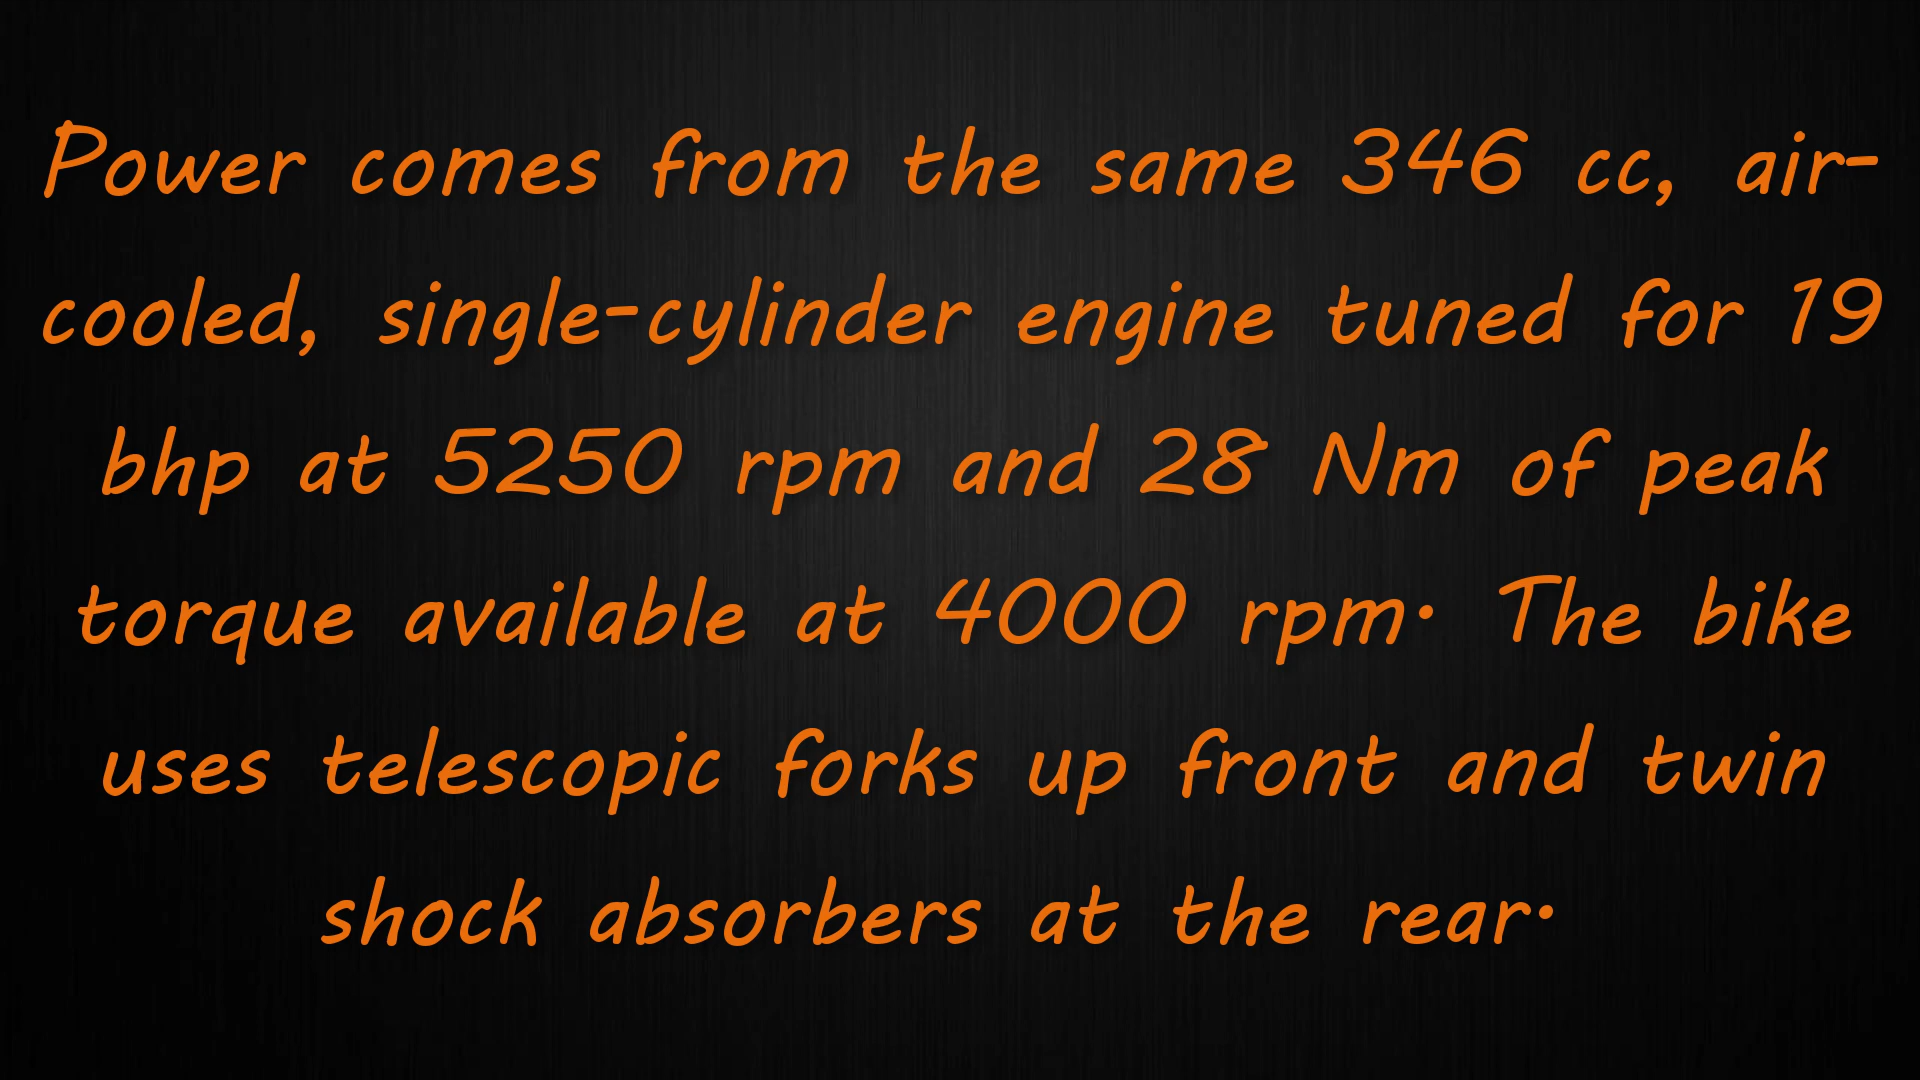 Power comes from the same 346 cc, air-
cooled, single-cylinder engine tuned for 19
bhp at 5250 rpm and 28 Nm of peak
torque available at 4000 rpm. The bike
uses telescopic forks up front and twin
shock absorbers at the rear.